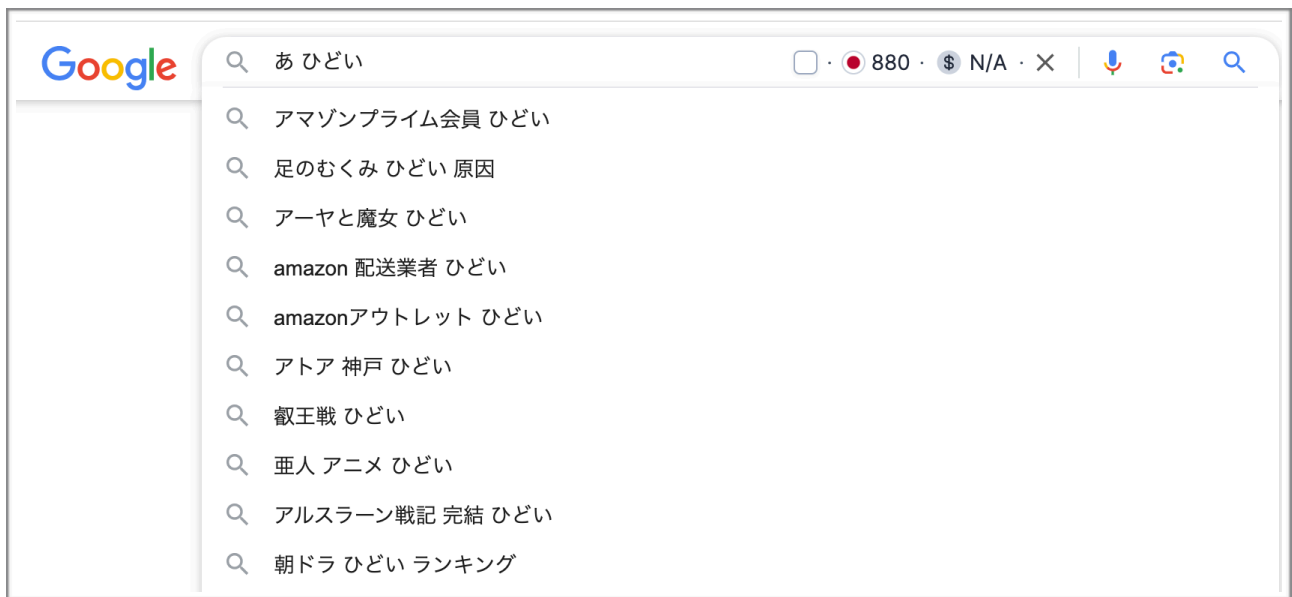 Google あ ひどい · 880 · $ N/A ·
アマゾンプライム会員 ひどい
足のむくみ ひどい 原因
アーヤと魔女 ひどい
amazon 配送業者 ひどい
amazonアウトレット ひどい
アトア 神戸 ひどい
叡王戦 ひどい
亜人 アニメ ひどい
アルスラーン戦記 完結 ひどい
朝ドラ ひどい ランキング